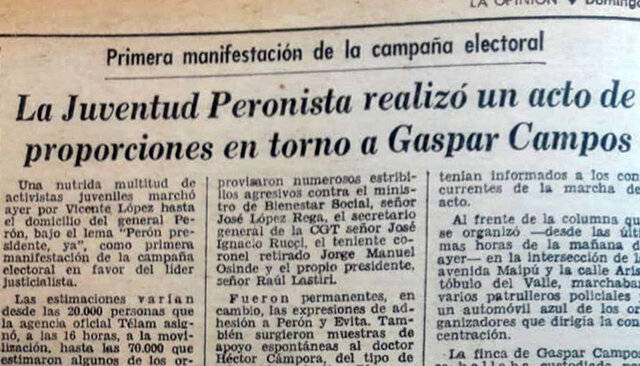 LA OPINION ♦ Domingo
Primera manifestación de la campaña electoral
La Juventud Peronista realizó un acto de
proporciones en torno a Gaspar Campos
Una nutrida multitud de
activistas juveniles marchó
ayer por Vicente López hasta
el domicilio del general Pe-
rón, bajo el lema "Perón pre-
sidente, ya", como primera
manifestación de la campaña
electoral en favor del líder
justicialista.
Las estimaciones varían
desde las 20.000 personas que
la agencia oficial Télam asig-
nó, a las 16 horas, a la movi-
lización, hasta las 70.000 que
estimaron algunos de los or-
provisaron numerosos estribi-
llos agresivos contra el minis-
tro de Bienestar Social, señor
José López Rega, el secretario
general de la CGT señor José
Ignacio Rucci, el teniente co-
ronel retirado Jorge Manuel
Osinde y el propio presidente,
señor Raúl Lastiri.
Fueron permanentes, en
cambio, las expresiones de ad-
hesión a Perón y Evita. Tam-
bién surgieron muestras de
apoyo espontáneas al doctor
Héctor Cámpora, del tipo de
tenían informados a los con
currentes de la marcha de
acto.
Al frente de la columna qu
se organizó —desde las últi
mas horas de la mañana d
ayer— en la intersección de l
avenida Maipú y la calle Aris
tóbulo del Valle, marchaba
varios patrulleros policiales
un automóvil azul de los or
ganizadores que dirigía la con
centración.
La finca de Gaspar Campos